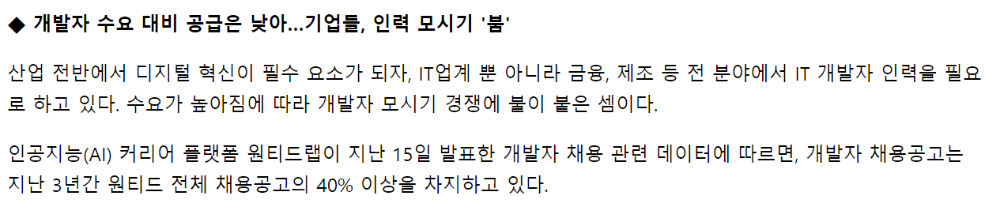 ◆ 개발자 수요 대비 공급은 낮아...기업들, 인력 모시기 '붐'
산업 전반에서 디지털 혁신이 필수 요소가 되자, IT업계 뿐 아니라 금융, 제조 등 전 분야에서 IT 개발자 인력을 필요
로 하고 있다. 수요가 높아짐에 따라 개발자 모시기 경쟁에 불이 붙은 셈이다.
인공지능(AI) 커리어 플랫폼 원티드랩이 지난 15일 발표한 개발자 채용 관련 데이터에 따르면, 개발자 채용공고는
지난 3년간 원티드 전체 채용공고의 40% 이상을 차지하고 있다.